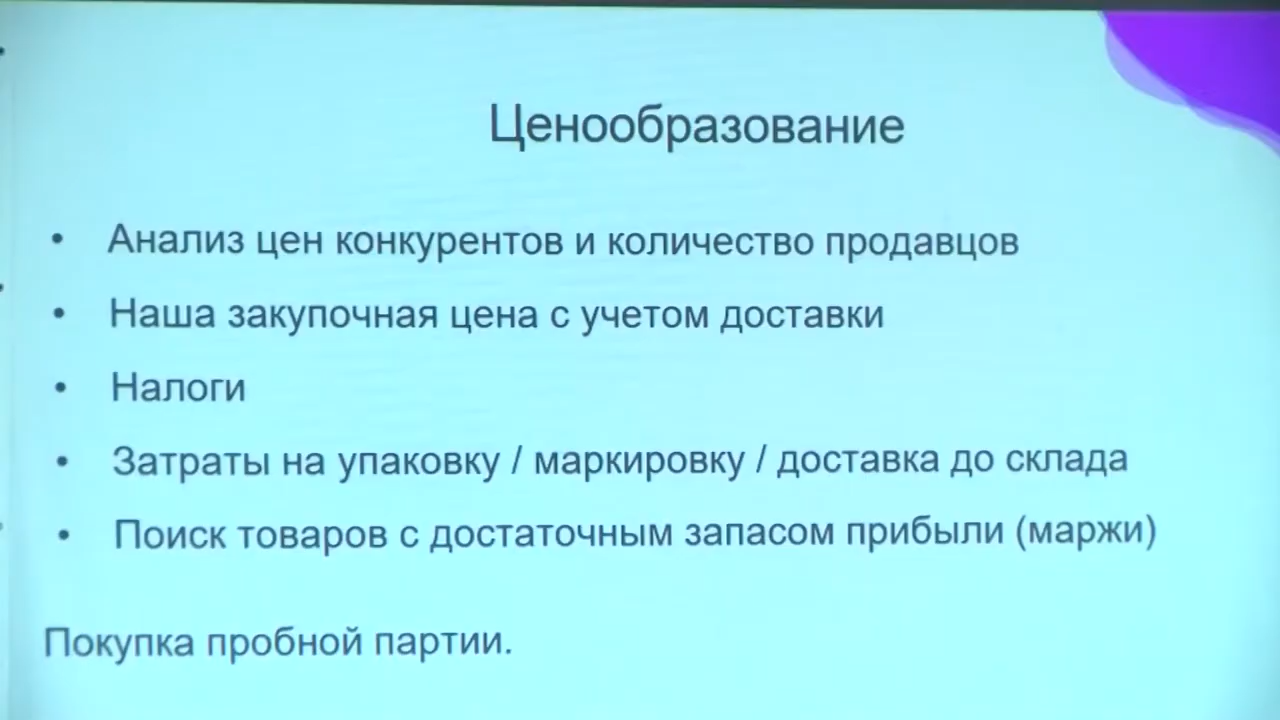 Ценообразование
• Анализ цен конкурентов и количество продавцов
• Наша закупочная цена с учетом доставки
• Налоги
• Затраты на упаковку / маркировку / доставка до склада
• Поиск товаров с достаточным запасом прибыли (маржи)
Покупка пробной партии.